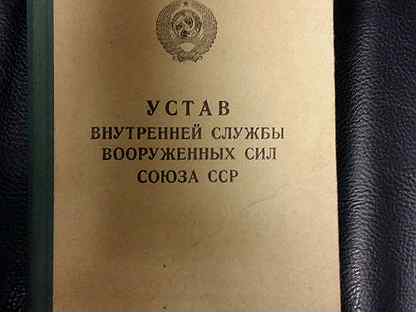 УСТАВ
ВНУТРЕННЕЙ СЛУЖБЫ
ВООРУЖЕННЫХ СИЛ
СОЮЗА ССР